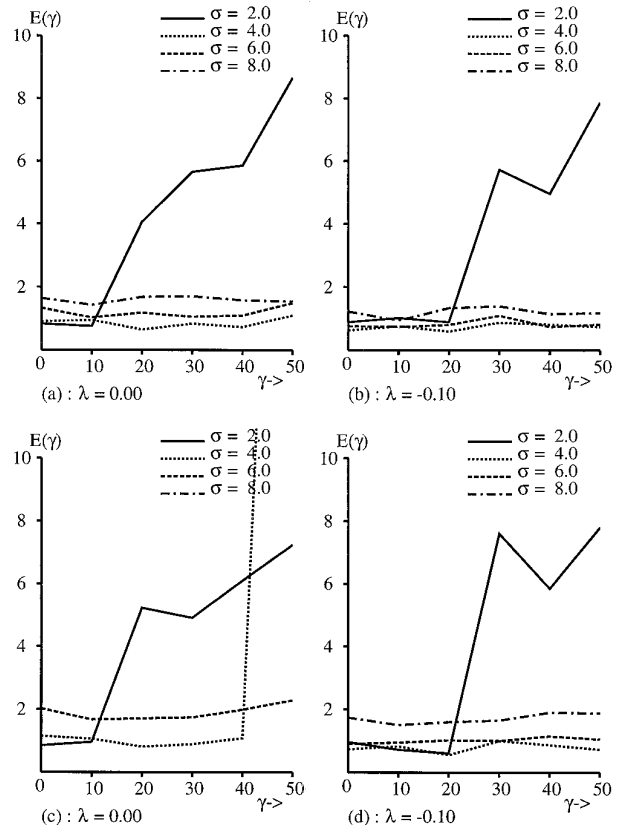 E(γ)
σ = 2.0
σ = 4.0
σ = 6.0
σ = 8.0
10
8
6
4
2
0 10 20 30 40 50
γ->
(a) : λ = 0.00
E(γ)
σ = 2.0
σ = 4.0
σ = 6.0
σ = 8.0
10
8
6
4
2
0 10 20 30 40 50
γ->
(b) : λ = -0.10
E(γ)
σ = 2.0
σ = 4.0
σ = 6.0
σ = 8.0
10
8
6
4
2
0 10 20 30 40 50
γ->
(c) : λ = 0.00
E(γ)
σ = 2.0
σ = 4.0
σ = 6.0
σ = 8.0
10
8
6
4
2
0 10 20 30 40 50
γ->
(d) : λ = -0.10